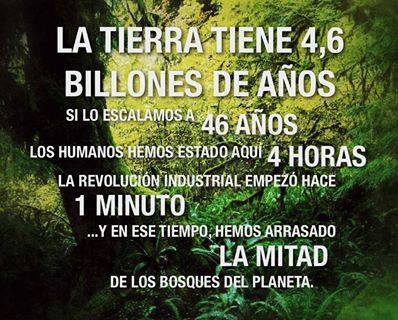 LA TIERRA TIENE 4,6
BILLONES DE AÑOS
SI LO ESCALAMOS A 46 AÑOS
LOS HUMANOS HEMOS ESTADO AQUÍ 4 HORAS
LA REVOLUCIÓN INDUSTRIAL EMPEZÓ HACE
1 MINUTO
...Y EN ESE TIEMPO, HEMOS ARRASADO
LA MITAD
DE LOS BOSQUES DEL PLANETA.